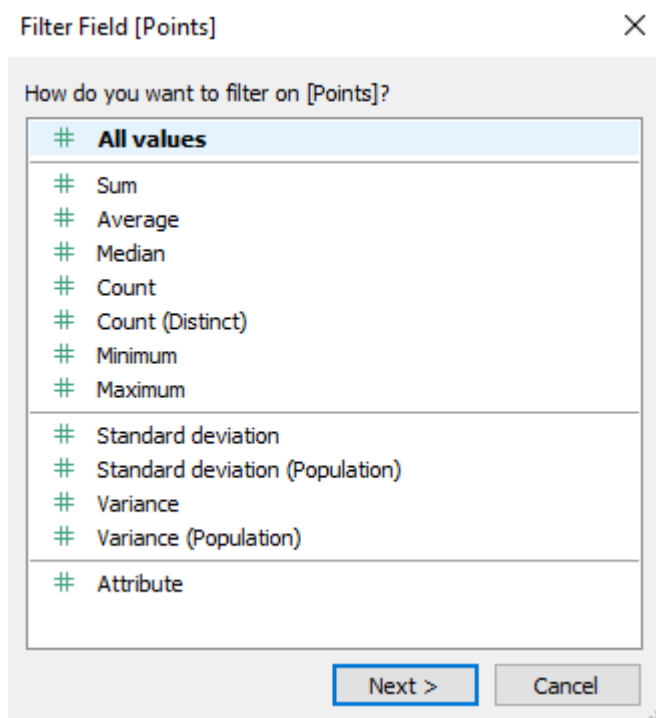 Filter Field [Points]
How do you want to filter on [Points]?
# All values
# Sum
# Average
# Median
# Count
# Count (Distinct)
# Minimum
# Maximum
# Standard deviation
# Standard deviation (Population)
# Variance
# Variance (Population)
# Attribute
Next > Cancel